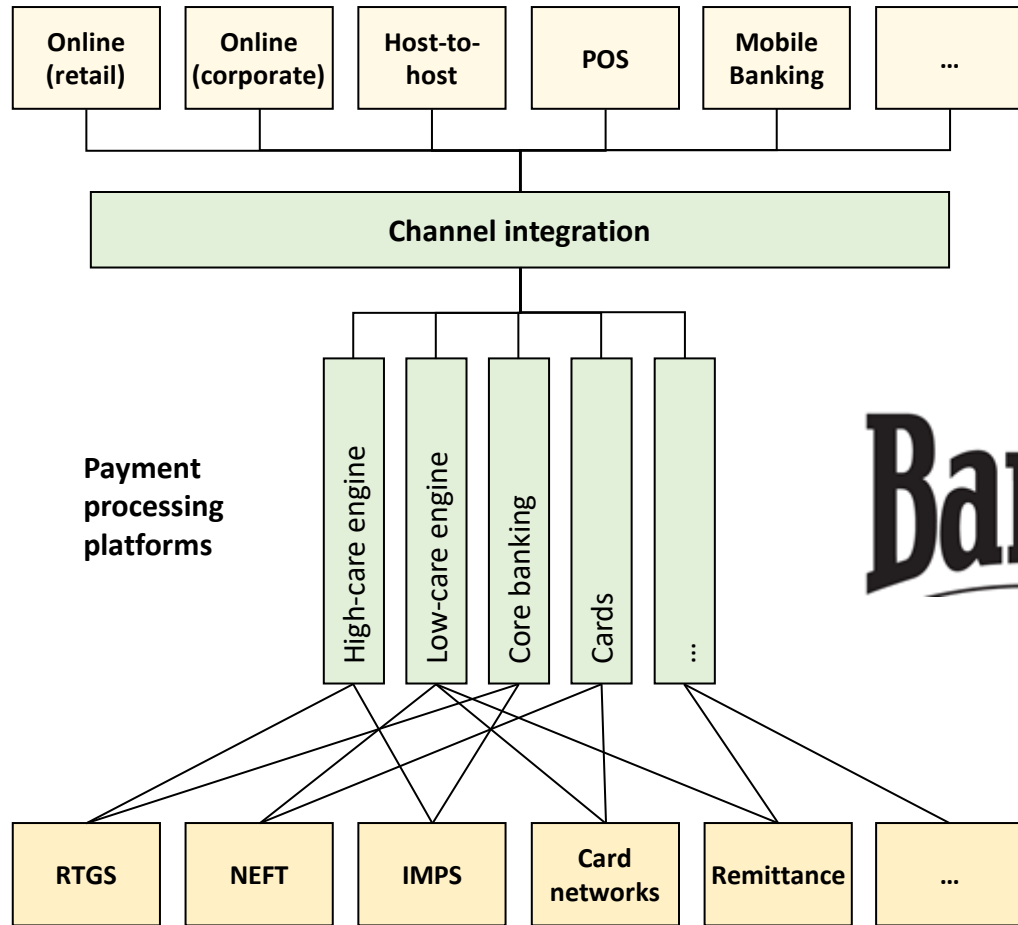 Online
(retail)
Online
(corporate)
Host-to-
host
POS
Mobile
Banking
...
Channel integration
Payment
processing
platforms
High-care engine
Low-care engine
Core banking
Cards
...
RTGS
NEFT
IMPS
Card
networks
Remittance
...